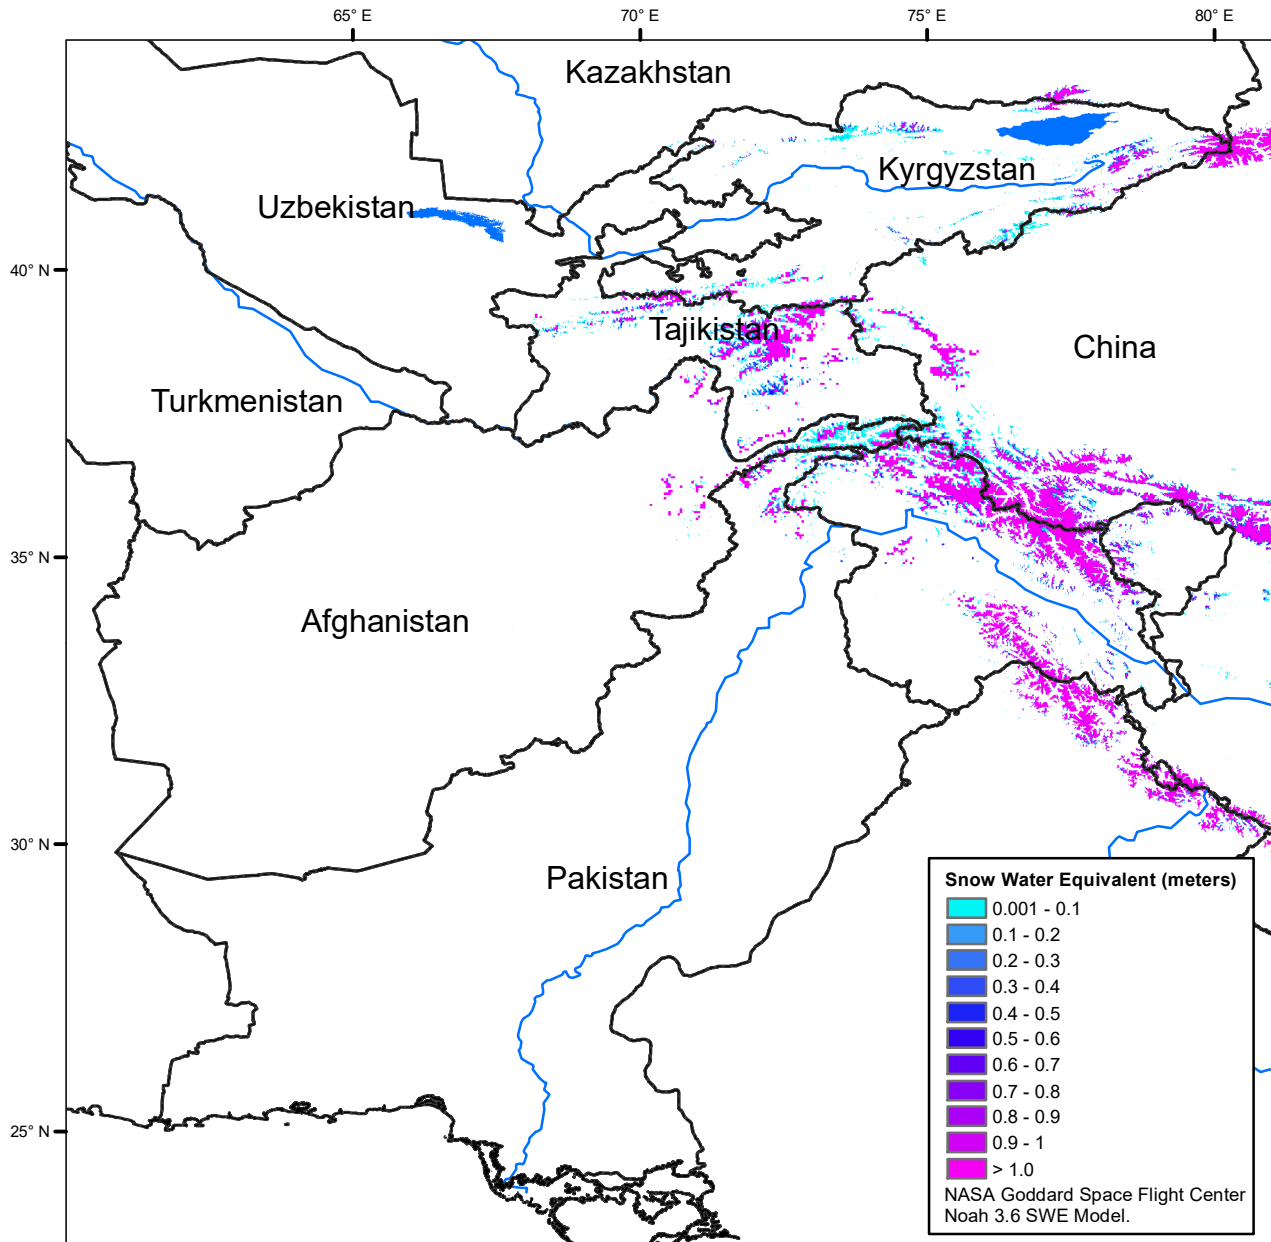 65° E
70° E
75° E
80° E
Kazakhstan
Kyrgyzstan
Uzbekistan
40° N
Tajikistan
China
Turkmenistan
35° N
Afghanistan
30° N
Pakistan
Snow Water Equivalent (meters)
0.001 - 0.1
0.1 - 0.2
0.2 - 0.3
0.3 - 0.4
0.4 - 0.5
0.5 - 0.6
0.6 - 0.7
0.7 - 0.8
0.8 - 0.9
0.9 - 1
> 1.0
25° N
NASA Goddard Space Flight Center
Noah 3.6 SWE Model.